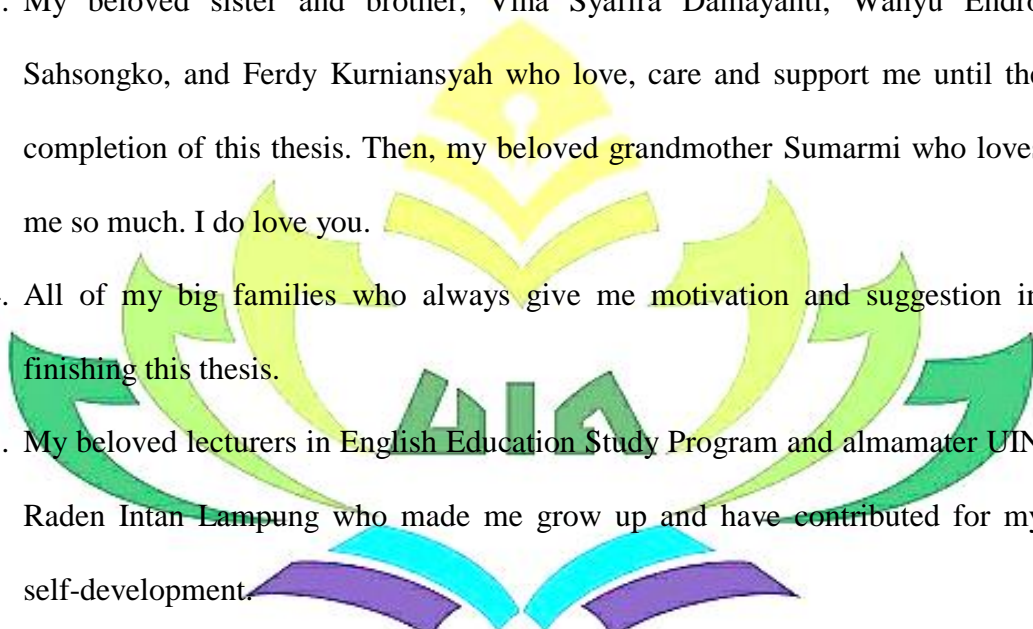 . My beloved sister and brother, Vina Syafira Damayanti, Wahyu Endro
Sahsongko, and Ferdy Kurniansyah who love, care and support me until the
completion of this thesis. Then, my beloved grandmother Sumarmi who loves
me so much. I do love you.
. All of my big families who always give me motivation and suggestion in
finishing this thesis.
UIN
. My beloved lecturers in English Education Study Program and almamater UIN
Raden Intan Lampung who made me grow up and have contributed for my
self-development.